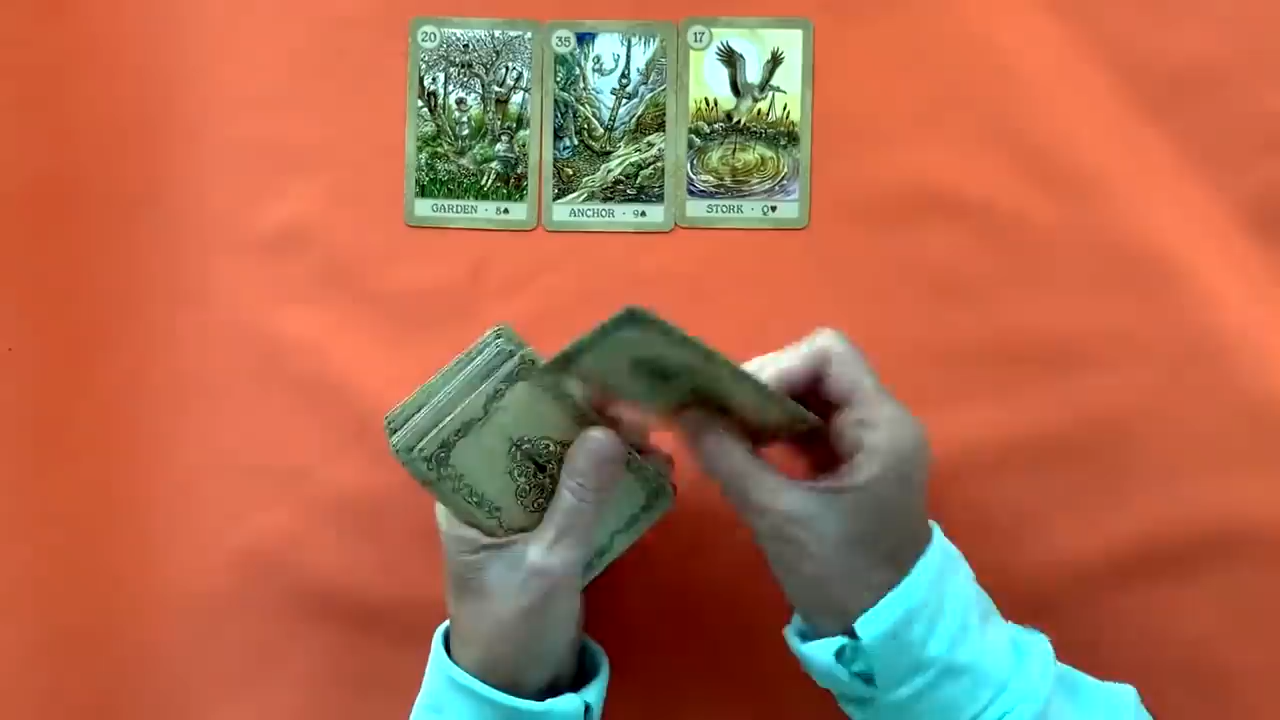 20
35
17
GARDEN · 8♠
ANCHOR · 9♠
STORK · Q♥